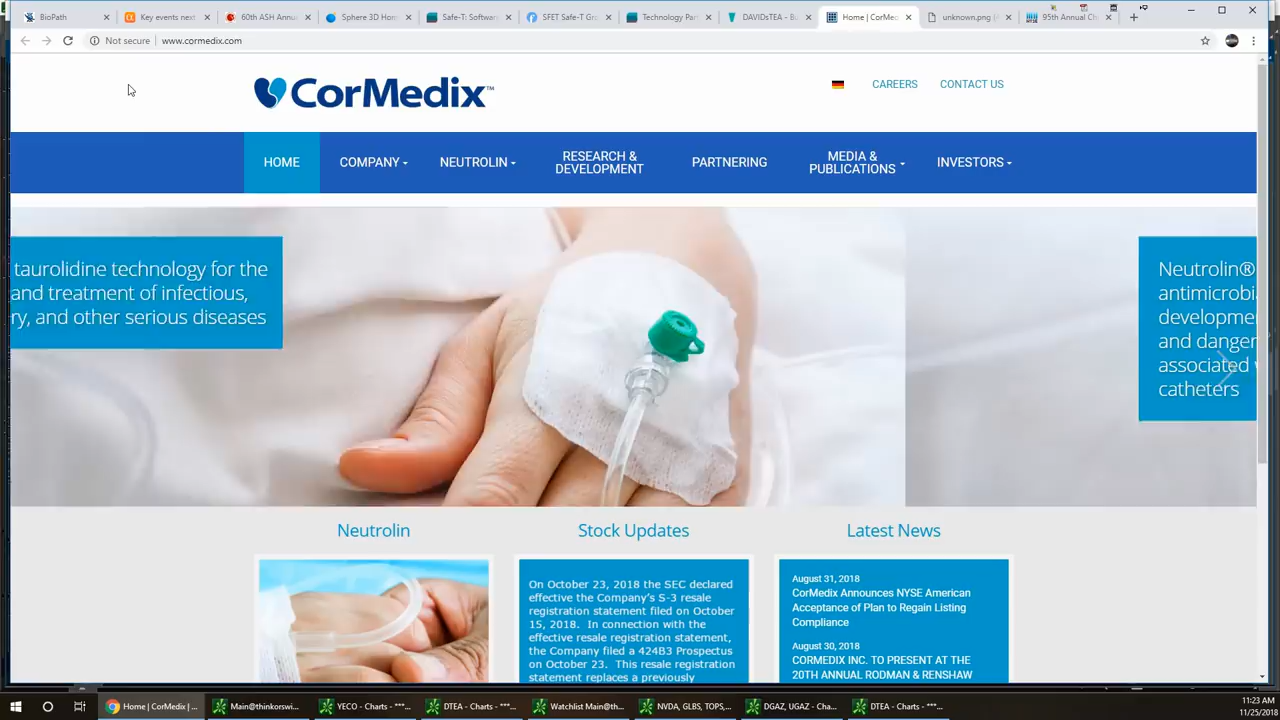 BioPath
Key events next
60th ASH Annu
Sphere 3D Hom
Safe-T: Softwar
SFET Safe-T Gr
Technology Par
DAVIDsTEA - B
Home | CorMed
unknown.png (
95th Annual Ch
Not secure
www.cormedix.com
CorMedix™
CAREERS
CONTACT US
HOME
COMPANY
NEUTROLIN
RESEARCH &
DEVELOPMENT
PARTNERING
MEDIA &
PUBLICATIONS
INVESTORS
taurolidine technology for the
and treatment of infectious,
ry, and other serious diseases
Neutrolin®
antimicrobi
developme
and danger
associated
catheters
Neutrolin
Stock Updates
On October 23, 2018 the SEC declared
effective the Company's S-3 resale
registration statement filed on October
15, 2018. In connection with the
effective resale registration statement,
the Company filed a 424B3 Prospectus
on October 23. This resale registration
statement replaces a previously
Latest News
August 31, 2018
CorMedix Announces NYSE American
Acceptance of Plan to Regain Listing
Compliance
August 30, 2018
CORMEDIX INC. TO PRESENT AT THE
20TH ANNUAL RODMAN & RENSHAW
Home | CorMedix | ...
Main@thinkorswi...
YECO - Charts - ***...
DTEA - Charts - ***...
Watchlist Main@th...
NVDA, GLBS, TOPS,...
DGAZ, UGAZ - Cha...
DTEA - Charts - ***...
11:23 AM
11/25/2018